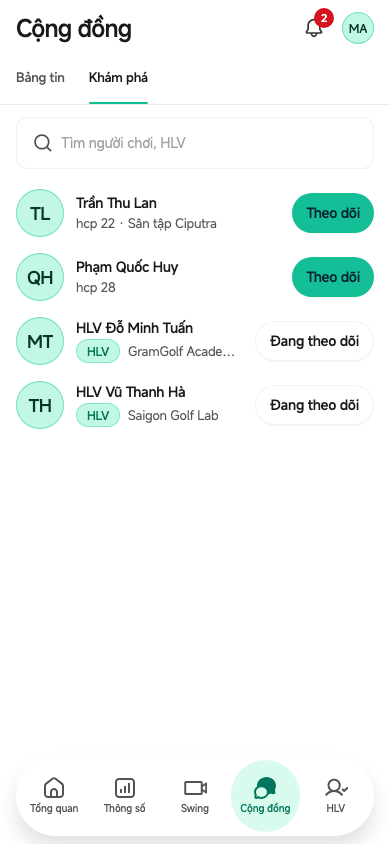 Cộng đồng
2
MA
Bảng tin
Khám phá
Tìm người chơi, HLV
TL
Trần Thu Lan
hcp 22 · Sân tập Ciputra
Theo dõi
QH
Phạm Quốc Huy
hcp 28
Theo dõi
MT
HLV Đỗ Minh Tuấn
HLV GramGolf Acade...
Đang theo dõi
TH
HLV Vũ Thanh Hà
HLV Saigon Golf Lab
Đang theo dõi
Tổng quan
Thông số
Swing
Cộng đồng
HLV